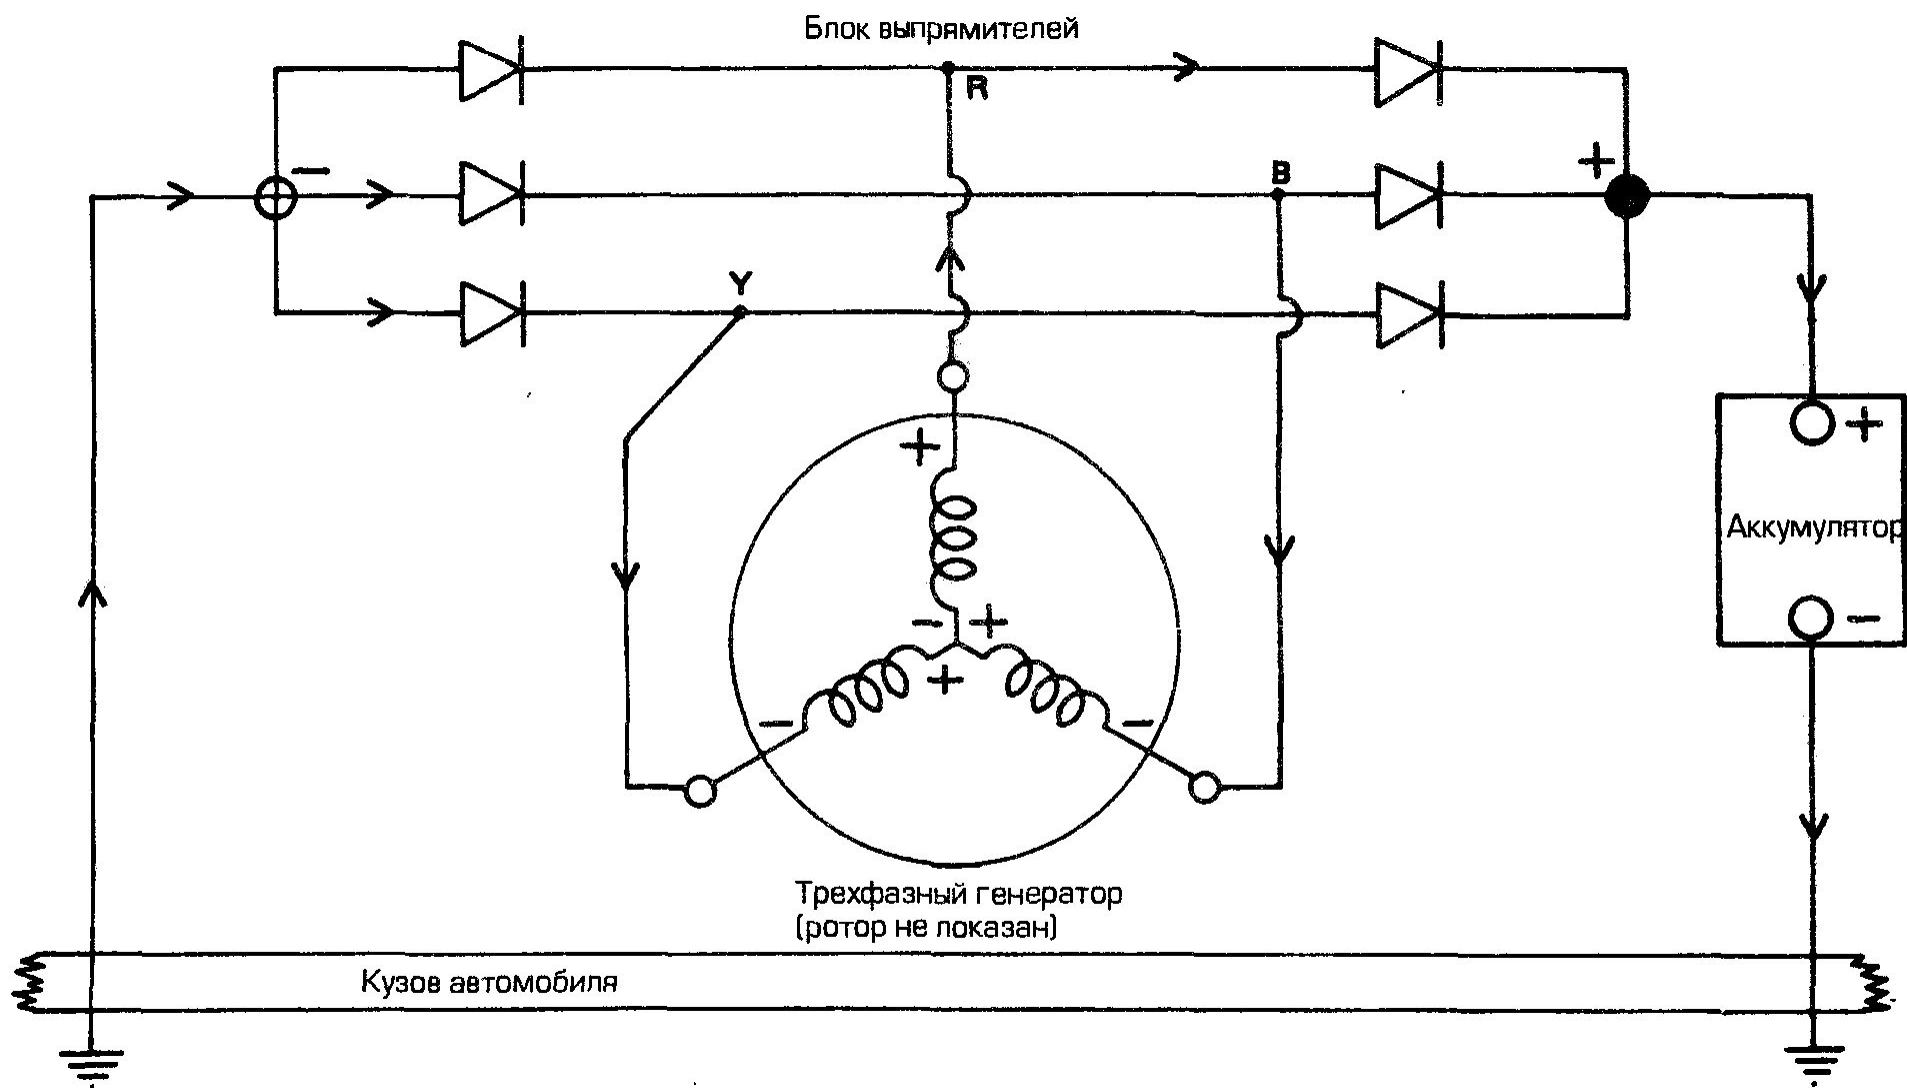 Блок выпрямителей
R
−
B
+
Y
+
+
Аккумулятор
− +
+
−
− −
Трехфазный генератор
(ротор не показан)
Кузов автомобиля